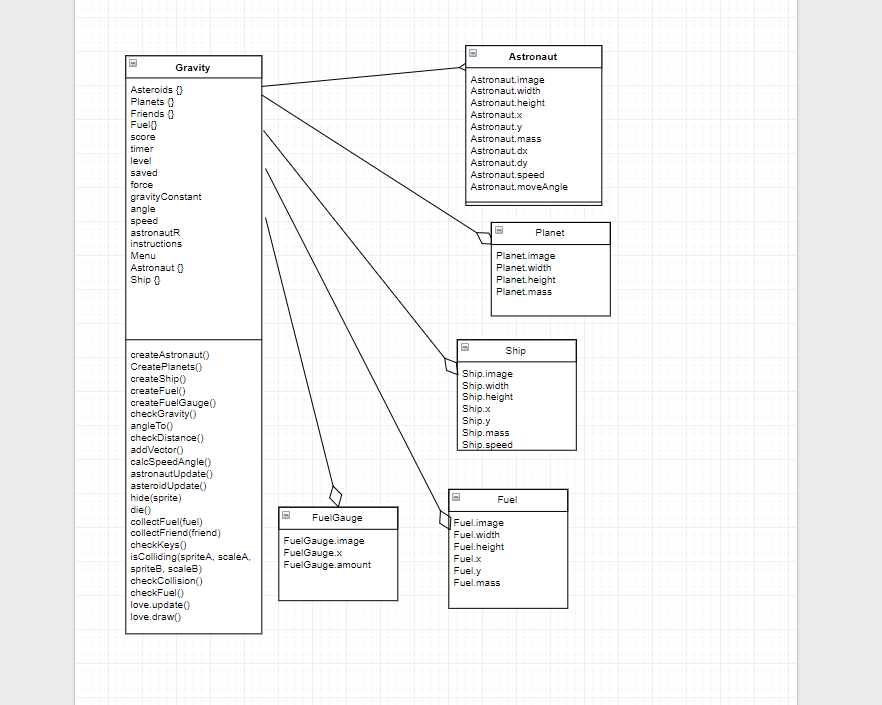 Gravity
Asteroids {}
Planets {}
Friends {}
Fuel{}
score
timer
level
saved
force
gravityConstant
angle
speed
astronautR
instructions
Menu
Astronaut {}
Ship {}
createAstronaut()
CreatePlanets()
createShip()
createFuel()
createFuelGauge()
checkGravity()
angleTo()
checkDistance()
addVector()
calcSpeedAngle()
astronautUpdate()
asteroidUpdate()
hide(sprite)
die()
collectFuel(fuel)
collectFriend(friend)
checkKeys()
isColliding(spriteA, scaleA,
spriteB, scaleB)
checkCollision()
checkFuel()
love.update()
love.draw()
Astronaut
Astronaut.image
Astronaut.width
Astronaut.height
Astronaut.x
Astronaut.y
Astronaut.mass
Astronaut.dx
Astronaut.dy
Astronaut.speed
Astronaut.moveAngle
Planet
Planet.image
Planet.width
Planet.height
Planet.mass
Ship
Ship.image
Ship.width
Ship.height
Ship.x
Ship.y
Ship.mass
Ship.speed
Fuel
Fuel.image
Fuel.width
Fuel.height
Fuel.x
Fuel.y
Fuel.mass
FuelGauge
FuelGauge.image
FuelGauge.x
FuelGauge.amount